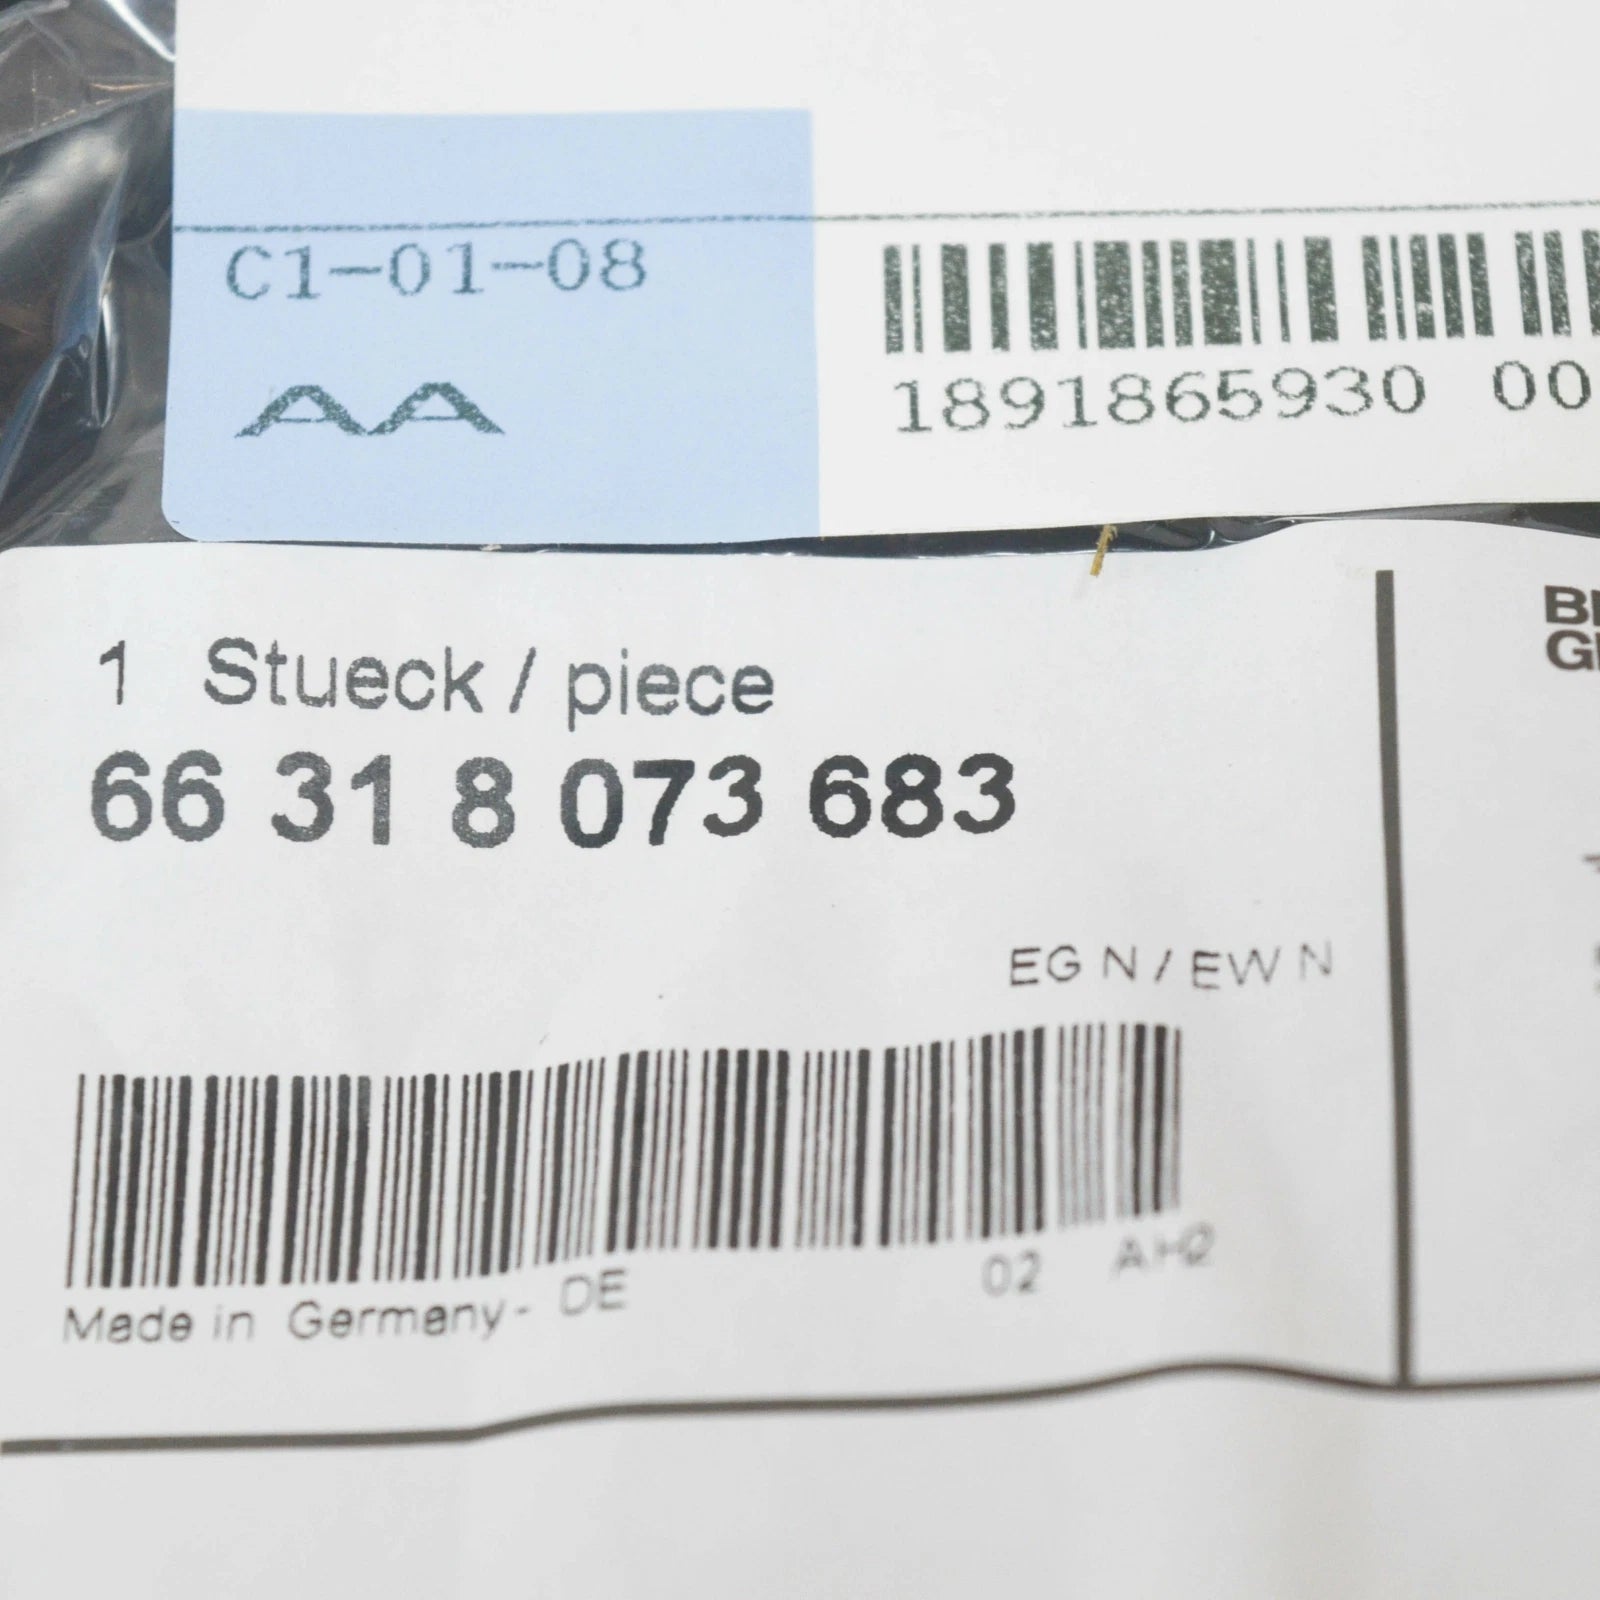 C1-01-08
AA
1891865930 00
1 Stueck / piece
66 31 8 073 683
EG N / EW N
Made in Germany - DE 02 AH2